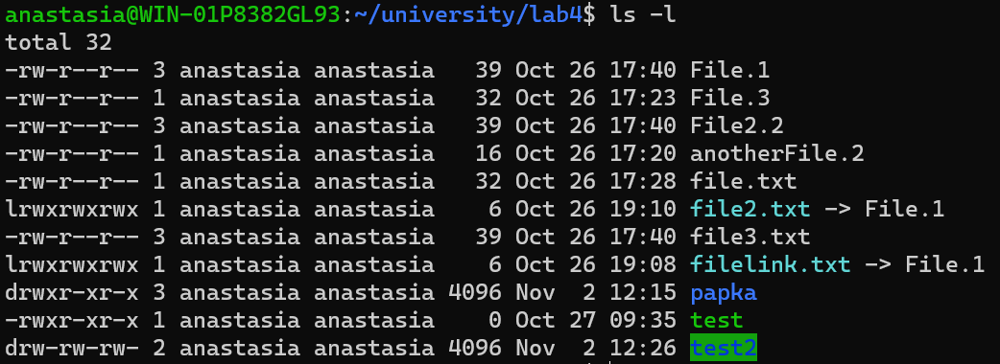 anastasia@WIN-01P8382GL93:~/university/lab4$ ls -l
total 32
-rw-r--r-- 3 anastasia anastasia   39 Oct 26 17:40 File.1
-rw-r--r-- 1 anastasia anastasia   32 Oct 26 17:23 File.3
-rw-r--r-- 3 anastasia anastasia   39 Oct 26 17:40 File2.2
-rw-r--r-- 1 anastasia anastasia   16 Oct 26 17:20 anotherFile.2
-rw-r--r-- 1 anastasia anastasia   32 Oct 26 17:28 file.txt
lrwxrwxrwx 1 anastasia anastasia    6 Oct 26 19:10 file2.txt -> File.1
-rw-r--r-- 3 anastasia anastasia   39 Oct 26 17:40 file3.txt
lrwxrwxrwx 1 anastasia anastasia    6 Oct 26 19:08 filelink.txt -> File.1
drwxr-xr-x 3 anastasia anastasia 4096 Nov  2 12:15 papka
-rwxr-xr-x 1 anastasia anastasia    0 Oct 27 09:35 test
drw-rw-rw- 2 anastasia anastasia 4096 Nov  2 12:26 test2